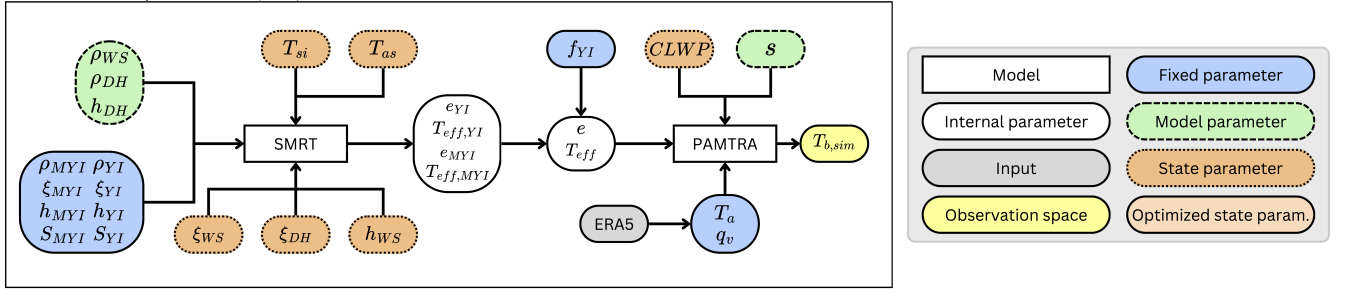 ρ_WS
ρ_DH
h_DH
T_si
T_as
f_YI
CLWP
s
SMRT
e_YI
T_eff,YI
e_MYI
T_eff,MYI
e
T_eff
PAMTRA
T_b,sim
ρ_MYI ρ_YI
ξ_MYI ξ_YI
h_MYI h_YI
S_MYI S_YI
ξ_WS
ξ_DH
h_WS
ERA5
T_a
q_v
Model
Fixed parameter
Internal parameter
Model parameter
Input
State parameter
Observation space
Optimized state param.